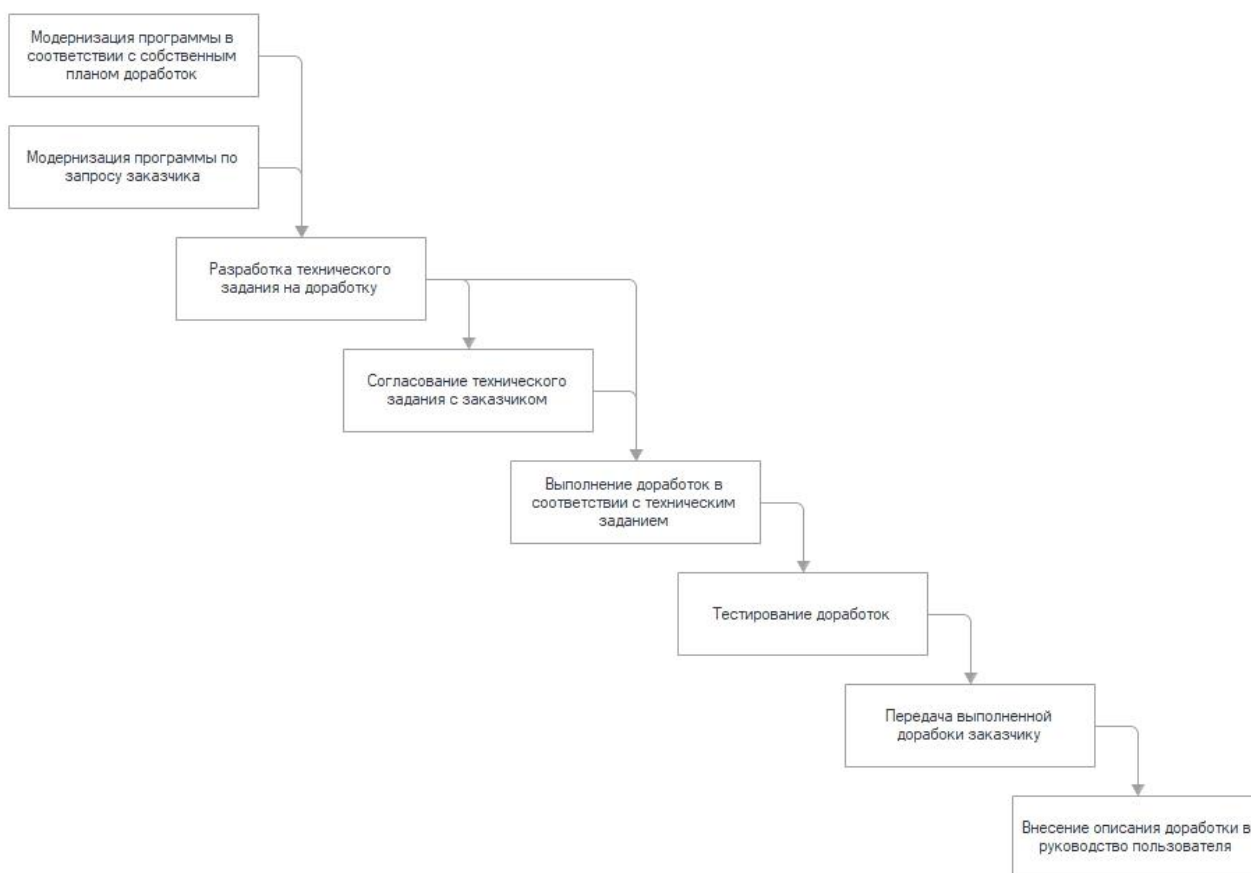 Модернизация программы в
соответствии с собственным
планом доработок
Модернизация программы по
запросу заказчика
Разработка технического
задания на доработку
Согласование технического
задания с заказчиком
Выполнение доработок в
соответствии с техническим
заданием
Тестирование доработок
Передача выполненной
дорабоки заказчику
Внесение описания доработки в
руководство пользователя